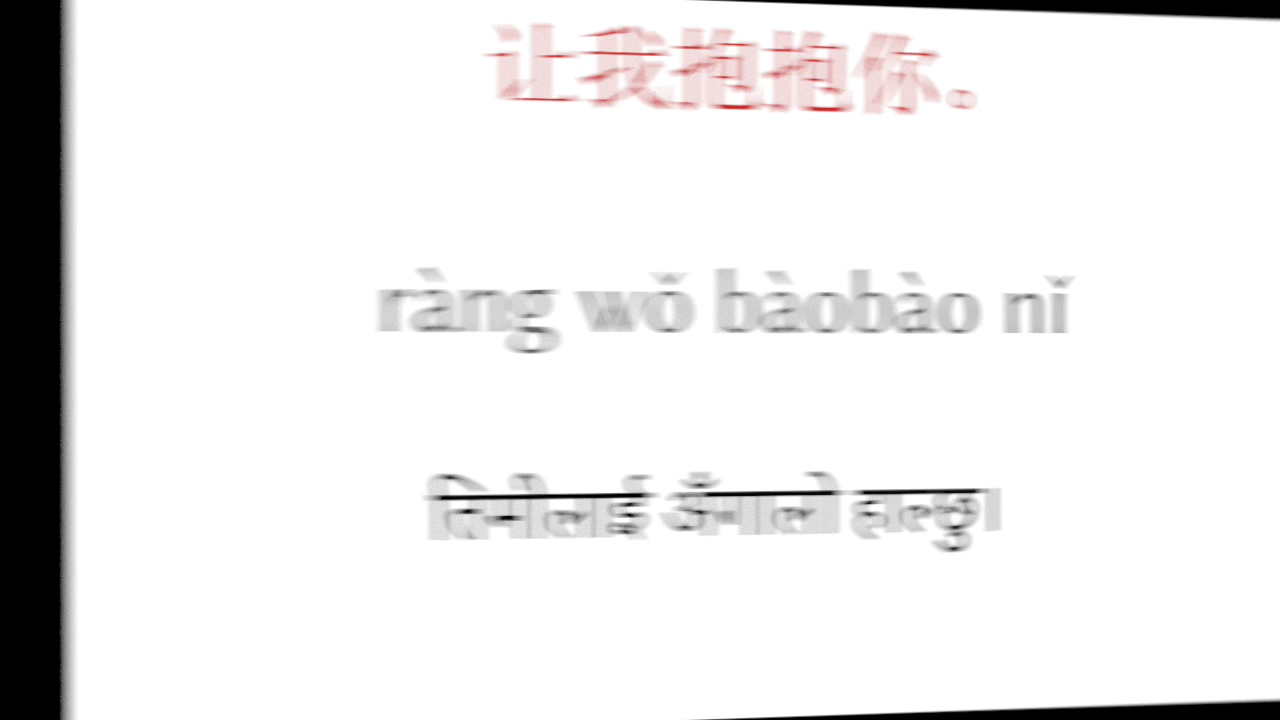 让我抱抱你。
ràng wǒ bàobào nǐ
तिमीलाई अँगालो हाल्छु।